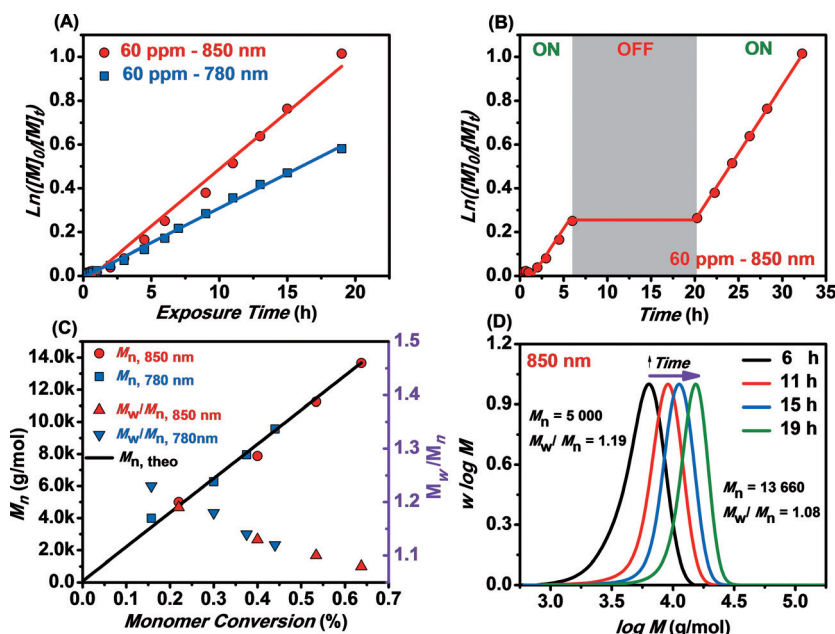 (A)
60 ppm - 850 nm
60 ppm - 780 nm
Ln([M]0/[M]t)
1.0
0.8
0.6
0.4
0.2
0.0
0 5 10 15 20
Exposure Time (h)
(B)
ON OFF ON
Ln([M]0/[M]t)
1.0
0.8
0.6
0.4
0.2
0.0
60 ppm - 850 nm
0 5 10 15 20 25 30 35
Time (h)
(C)
Mn, 850 nm
Mn, 780 nm
Mw/Mn, 850 nm
Mw/Mn, 780nm
Mn, theo
Mn (g/mol)
14.0k
12.0k
10.0k
8.0k
6.0k
4.0k
2.0k
0.0
1.5
1.4
1.3
1.2
1.1
Mw/Mn
0.0 0.1 0.2 0.3 0.4 0.5 0.6 0.7
Monomer Conversion (%)
(D)
850 nm
Time
6 h
11 h
15 h
19 h
Mn = 5 000
Mw/ Mn = 1.19
Mn = 13 660
Mw/ Mn = 1.08
w log M
1.2
0.9
0.6
0.3
0.0
3.0 3.5 4.0 4.5 5.0
log M (g/mol)